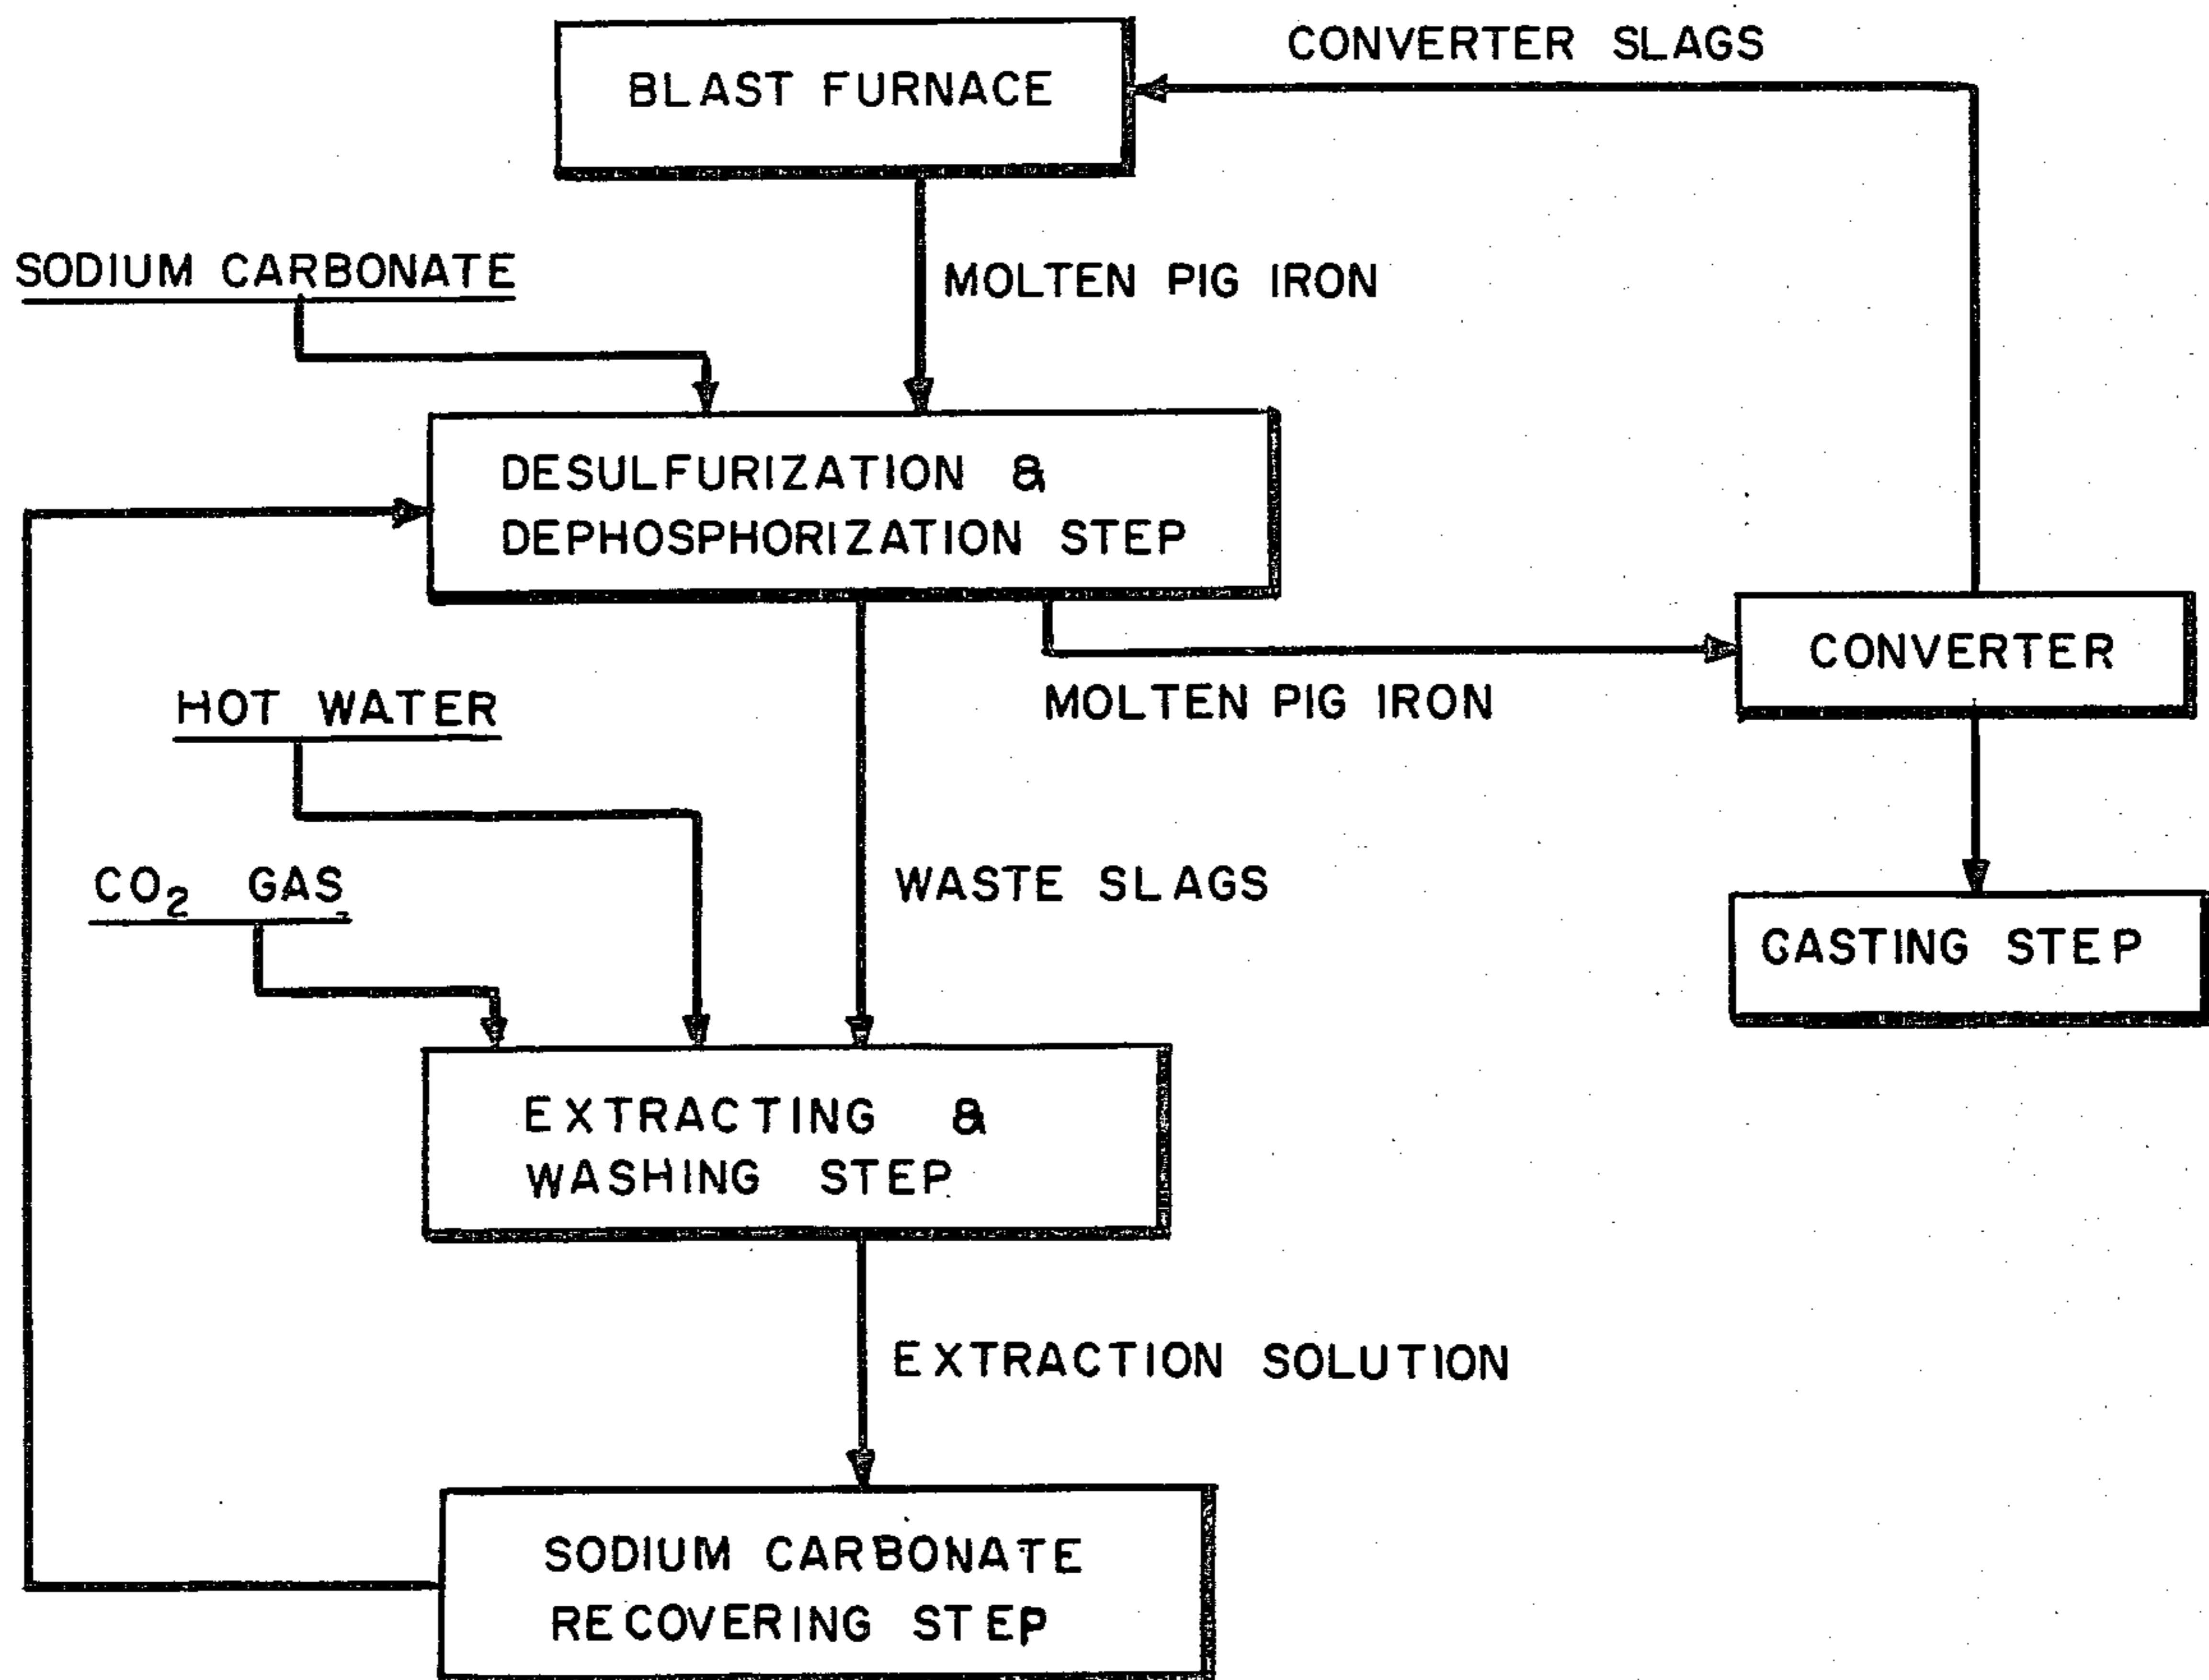 CONVERTER SLAGS
BLAST FURNACE
SODIUM CARBONATE
MOLTEN PIG IRON
DESULFURIZATION &
DEPHOSPHORIZATION STEP
CONVERTER
HOT WATER
MOLTEN PIG IRON
CO₂ GAS
WASTE SLAGS
CASTING STEP
EXTRACTING &
WASHING STEP
EXTRACTION SOLUTION
SODIUM CARBONATE
RECOVERING STEP